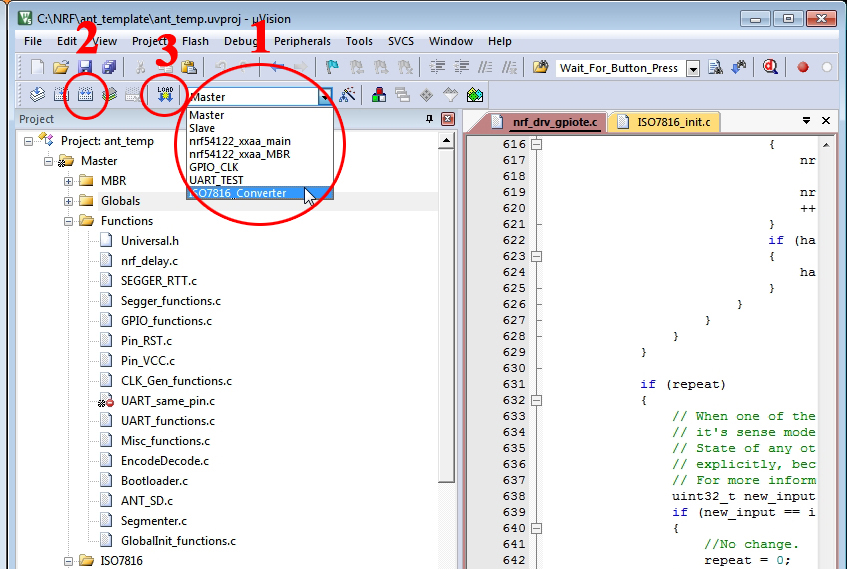 C:\NRF\ant_template\ant_temp.uvproj - µVision
File Edit View Project Flash Debug Peripherals Tools SVCS Window Help
2 3 1
Wait_For_Button_Press
LOAD
Master
Master
Slave
nrf54122_xxaa_main
nrf54122_xxaa_MBR
GPIO_CLK
UART_TEST
ISO7816_Converter
Project
Project: ant_temp
Master
MBR
Globals
Functions
Universal.h
nrf_delay.c
SEGGER_RTT.c
Segger_functions.c
GPIO_functions.c
Pin_RST.c
Pin_VCC.c
CLK_Gen_functions.c
UART_same_pin.c
UART_functions.c
Misc_functions.c
EncodeDecode.c
Bootloader.c
ANT_SD.c
Segmenter.c
GlobalInit_functions.c
ISO7816
nrf_drv_gpiote.c ISO7816_init.c
616 {
617 nr
618
619 nr
620 ++
621 }
622 if (ha
623 {
624 ha
625 }
626 }
627 }
628 }
629 }
630
631 if (repeat)
632 {
633 // When one of the
634 // it's sense mode
635 // State of any ot
636 // explicitly, bec
637 // For more inform
638 uint32_t new_input
639 if (new_input == i
640 {
641 //No change.
642 repeat = 0;